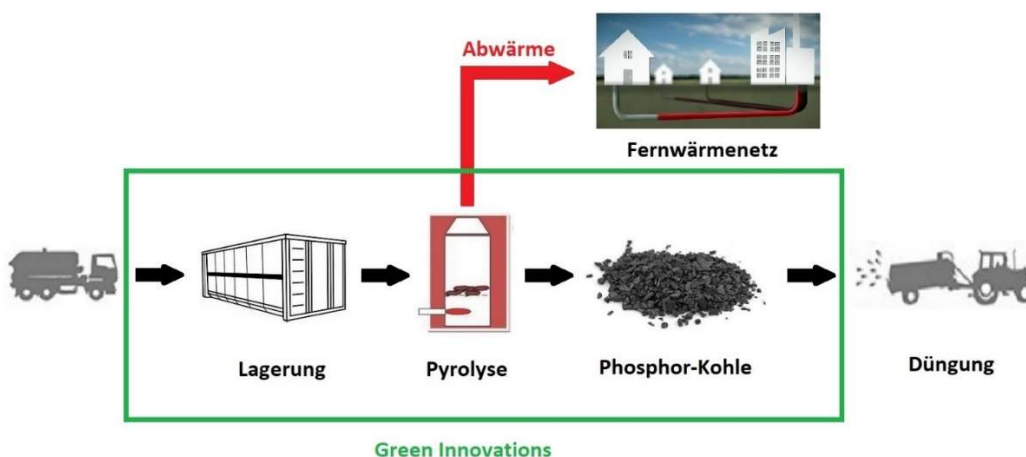 Abwärme
Fernwärmenetz
Lagerung
Pyrolyse
Phosphor-Kohle
Düngung
Green Innovations